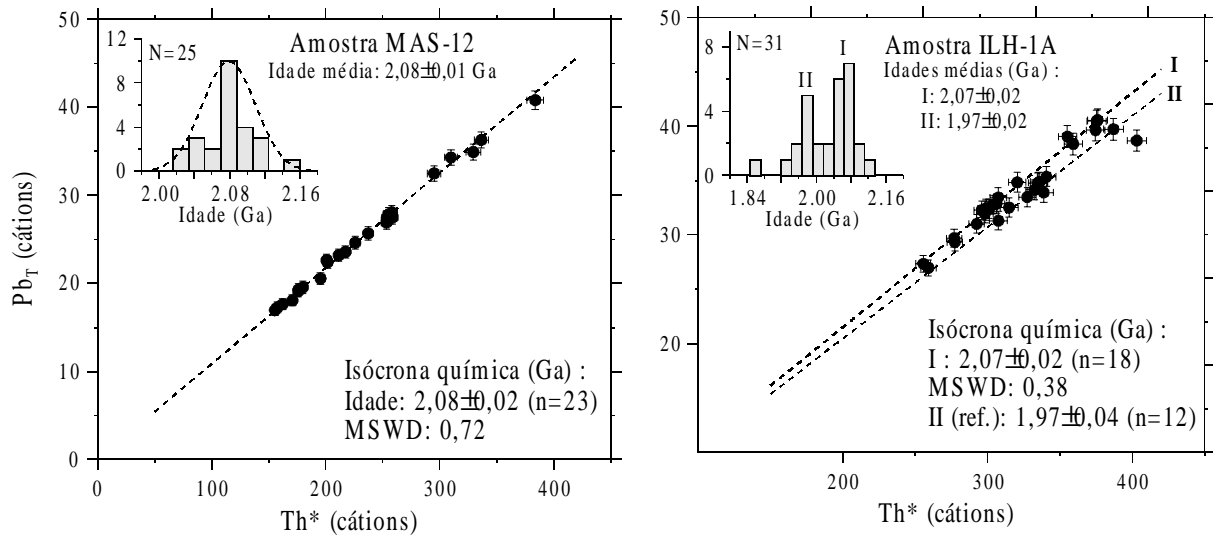 50
40
30
20
10
0
Pb_T (cátions)
0
100
200
300
400
Th* (cátions)
12
8
4
0
N=25
2.00
2.08
2.16
Idade (Ga)
Amostra MAS-12
Idade média: 2,08±0,01 Ga
Isócrona química (Ga) :
Idade: 2,08±0,02 (n=23)
MSWD: 0,72
50
40
30
20
200
300
400
Th* (cátions)
8
4
0
N=31
I
II
1.84
2.00
2.16
Idade (Ga)
Amostra ILH-1A
Idades médias (Ga) :
I: 2,07±0,02
II: 1,97±0,02
I
II
Isócrona química (Ga) :
I : 2,07±0,02 (n=18)
MSWD: 0,38
II (ref.): 1,97±0,04 (n=12)